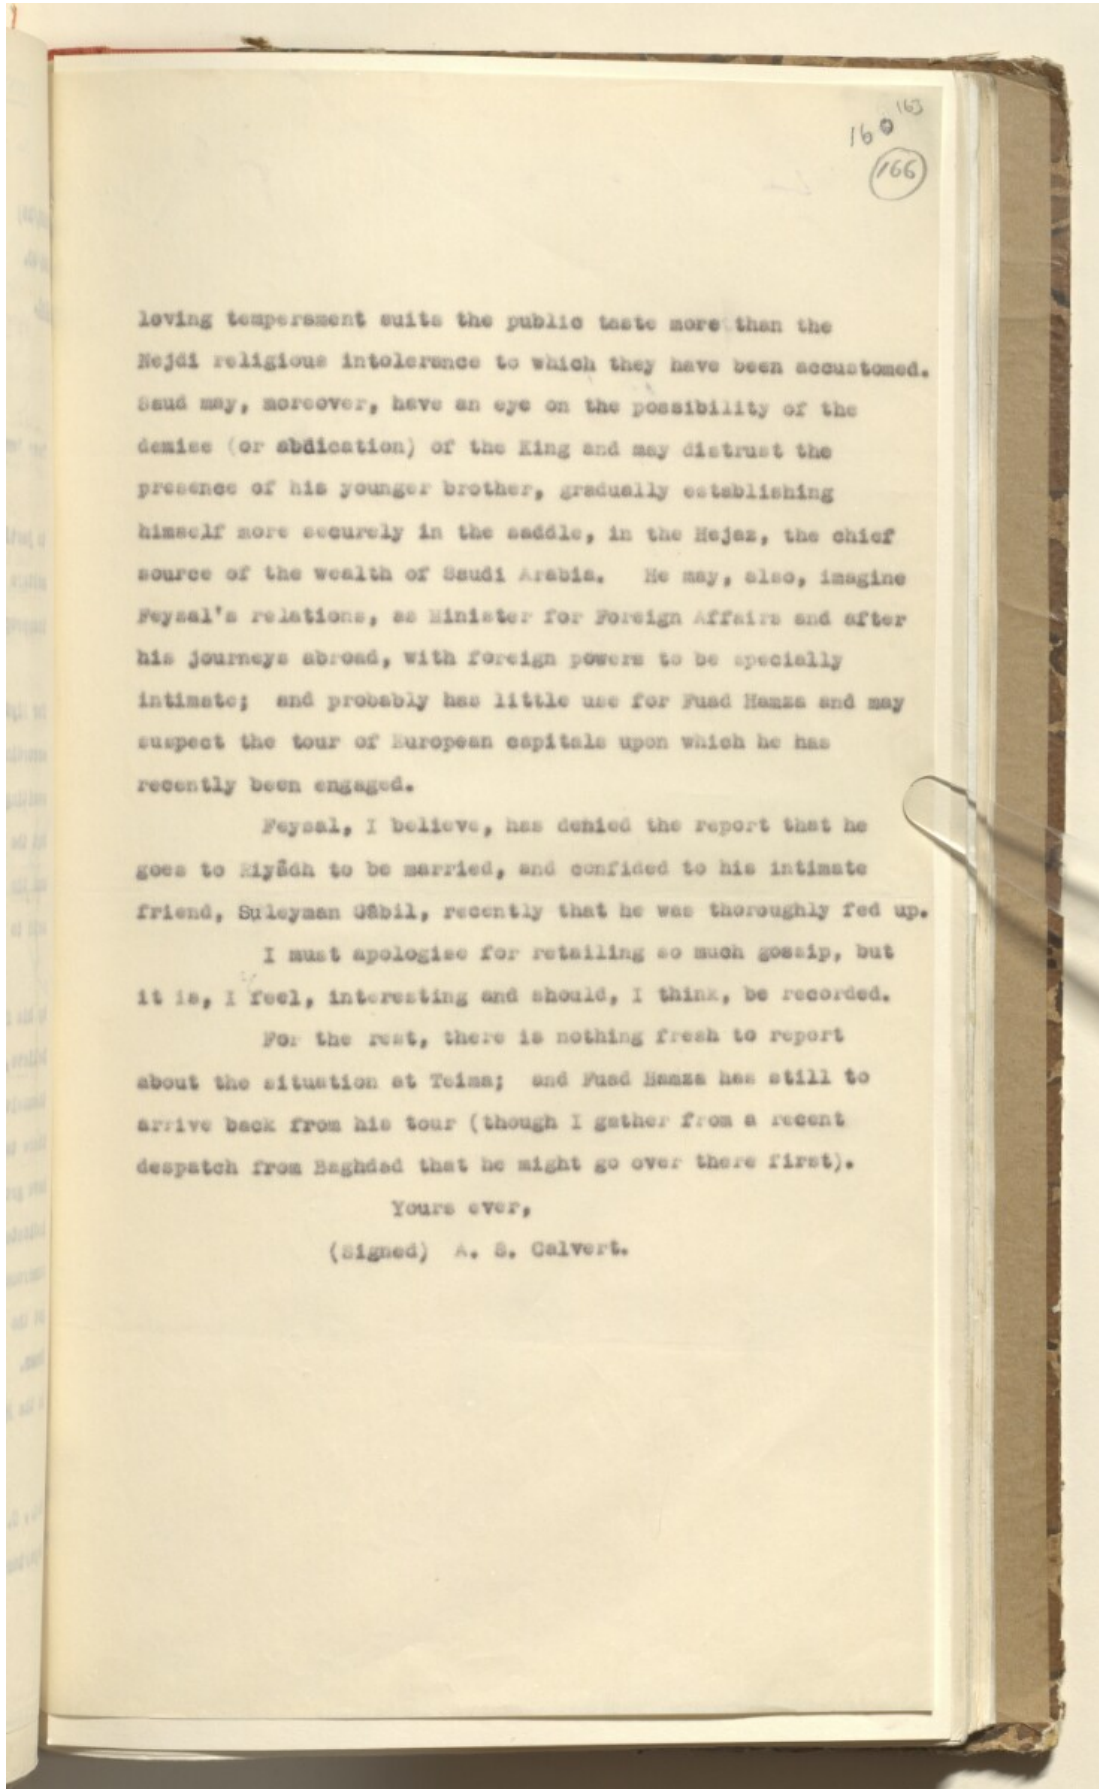 163
160
166
loving temperament suits the public taste more than the
Nejdi religious intolerance to which they have been accustomed.
Saud may, moreover, have an eye on the possibility of the
demise (or abdication) of the King and may distrust the
presence of his younger brother, gradually establishing
himself more securely in the saddle, in the Hejaz, the chief
source of the wealth of Saudi Arabia. He may, also, imagine
Feysal's relations, as Minister for Foreign Affairs and after
his journeys abroad, with foreign powers to be specially
intimate; and probably has little use for Fuad Hamza and may
suspect the tour of European capitals upon which he has
recently been engaged.
Feysal, I believe, has denied the report that he
goes to Riyādh to be married, and confided to his intimate
friend, Suleyman Gābil, recently that he was thoroughly fed up.
I must apologise for retailing so much gossip, but
it is, I feel, interesting and should, I think, be recorded.
For the rest, there is nothing fresh to report
about the situation at Teima; and Fuad Hamza has still to
arrive back from his tour (though I gather from a recent
despatch from Baghdad that he might go over there first).
Yours ever,
(Signed) A. S. Calvert.